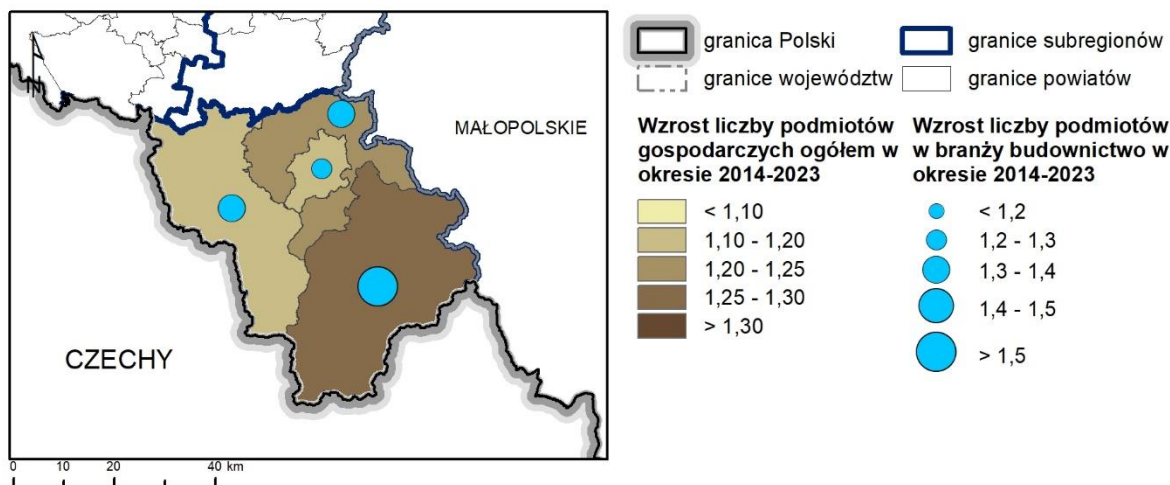 N
MAŁOPOLSKIE
CZECHY
0 10 20 40 km
granica Polski
granice subregionów
granice województw
granice powiatów
Wzrost liczby podmiotów
gospodarczych ogółem w
okresie 2014-2023
< 1,10
1,10 - 1,20
1,20 - 1,25
1,25 - 1,30
> 1,30
Wzrost liczby podmiotów
w branży budownictwo w
okresie 2014-2023
< 1,2
1,2 - 1,3
1,3 - 1,4
1,4 - 1,5
> 1,5